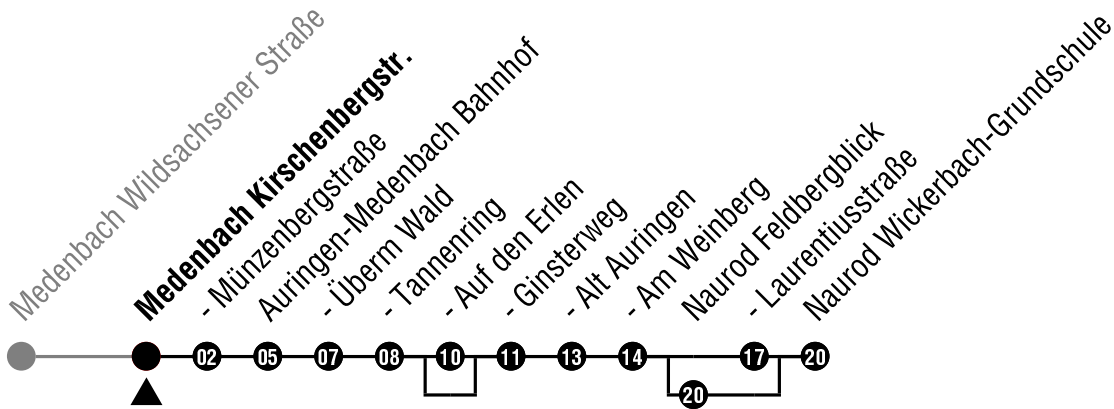 Medenbach Wildsachsener Straße
Medenbach Kirschenbergstr.
- Münzenbergstraße
Auringen-Medenbach Bahnhof
- Überm Wald
- Tannenring
- Auf den Erlen
- Ginsterweg
- Alt Auringen
- Am Weinberg
Naurod Feldbergblick
- Laurentiusstraße
Naurod Wickerbach-Grundschule
02 05 07 08 10 11 13 14 17 20
20